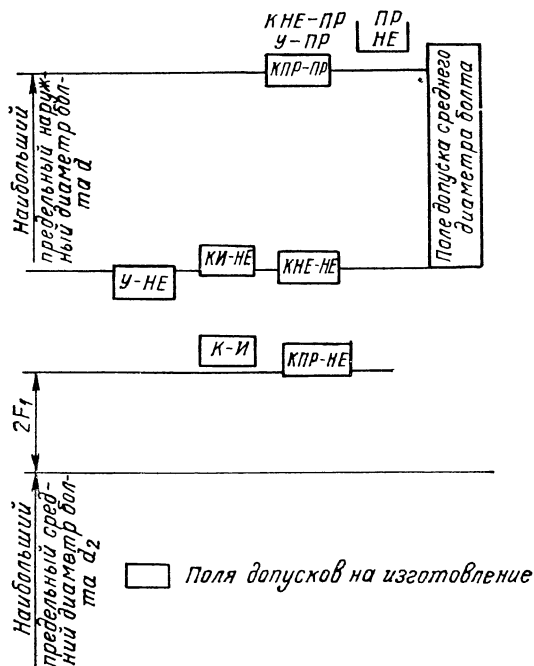 КНЕ-ПР
У-ПР
ПР
НЕ
КПР-ПР
Наибольший
предельный наруж-
ный диаметр бол-
та d
Поле допуска среднего
диаметра болта
У-НЕ
КИ-НЕ
КНЕ-НЕ
К-И
КПР-НЕ
2F₁
Наибольший
предельный сред-
ний диаметр бол-
та d₂
Поля допусков на изготовление